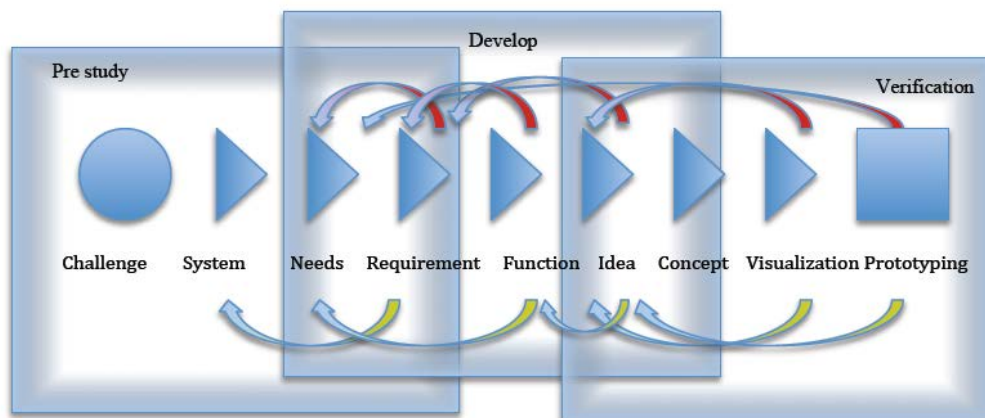 Develop
Pre study
Verification
Challenge System Needs Requirement Function Idea Concept Visualization Prototyping